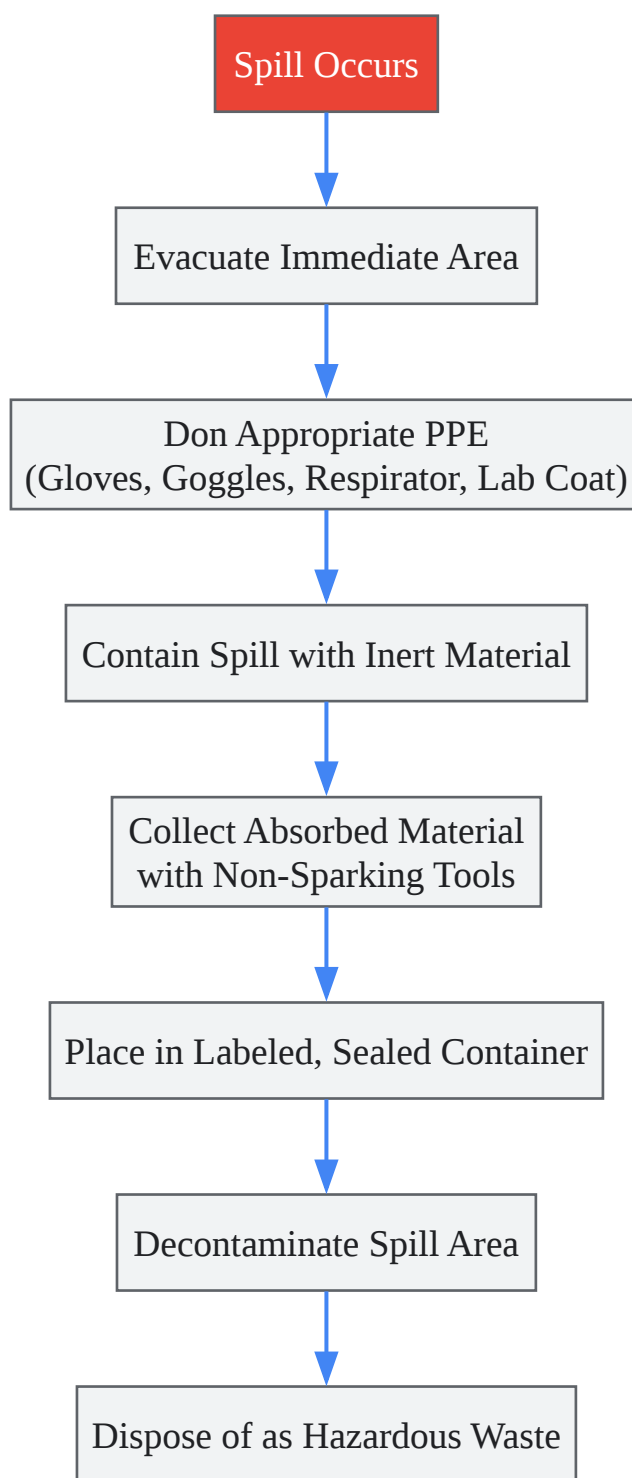 Spill Occurs
Evacuate Immediate Area
Don Appropriate PPE
(Gloves, Goggles, Respirator, Lab Coat)
Contain Spill with Inert Material
Collect Absorbed Material
with Non-Sparking Tools
Place in Labeled, Sealed Container
Decontaminate Spill Area
Dispose of as Hazardous Waste